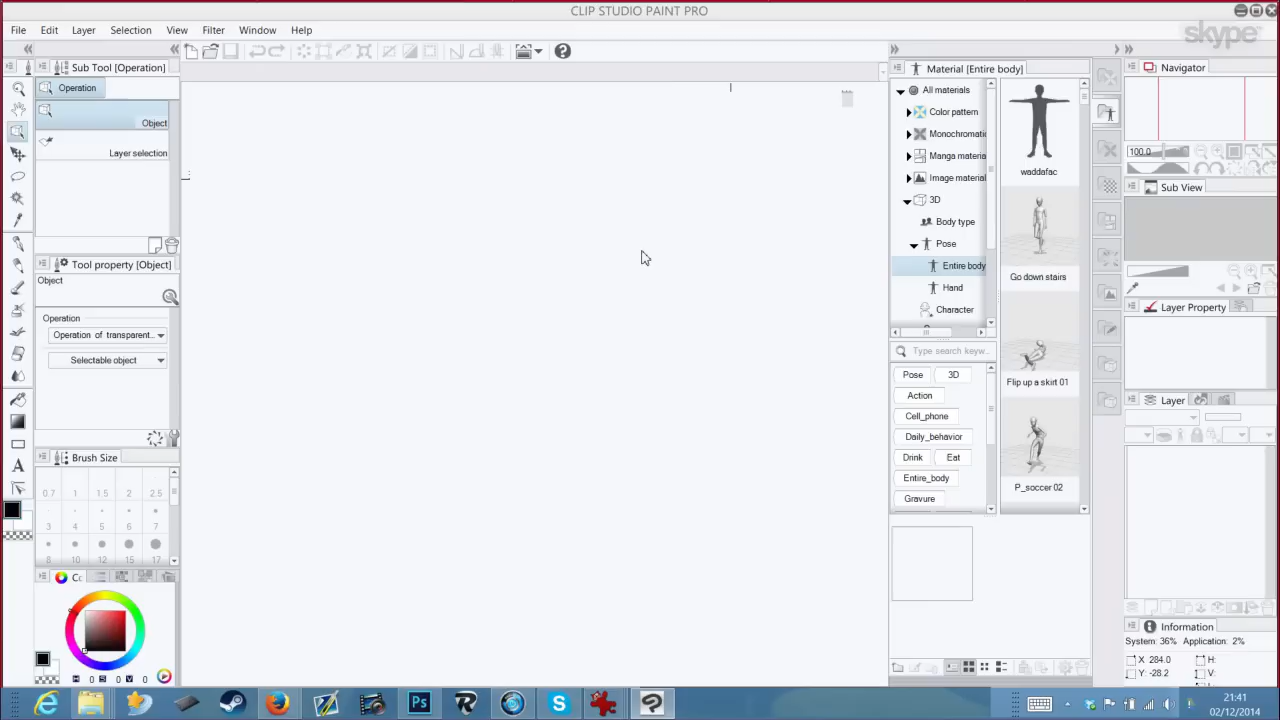 CLIP STUDIO PAINT PRO
skype
File Edit Layer Selection View Filter Window Help
Sub Tool [Operation]
Operation
Object
Layer selection
Tool property [Object]
Object
Operation
Operation of transparent...
Selectable object
Brush Size
0.7 1 1.5 2 2.5
3 4 5 6 7
8 10 12 15 17
Cc
H 0 S 0 V 0
Material [Entire body]
All materials
Color pattern
Monochromatic
Manga material
Image material
3D
Body type
Pose
Entire body
Hand
Character
Type search keyw...
Pose 3D
Action
Cell_phone
Daily_behavior
Drink Eat
Entire_body
Gravure
waddafac
Go down stairs
Flip up a skirt 01
P_soccer 02
Navigator
100.0
Sub View
Layer Property
Layer
Information
System: 36% Application: 2%
X 284.0 H:
Y: -28.2 V:
Ps
21:41
02/12/2014